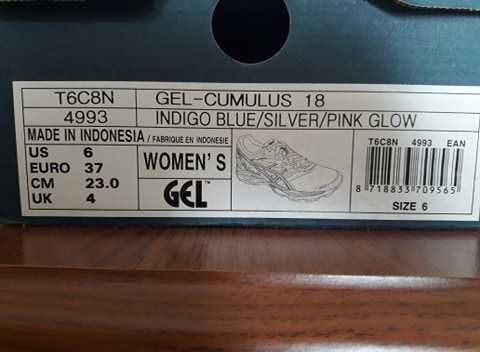 T6C8N GEL-CUMULUS 18
4993 INDIGO BLUE/SILVER/PINK GLOW
MADE IN INDONESIA / FABRIQUE EN INDONESIE
US 6
EURO 37
CM 23.0
UK 4
WOMEN'S
GEL™
T6C8N 4993 EAN
8 718833 709565
SIZE 6